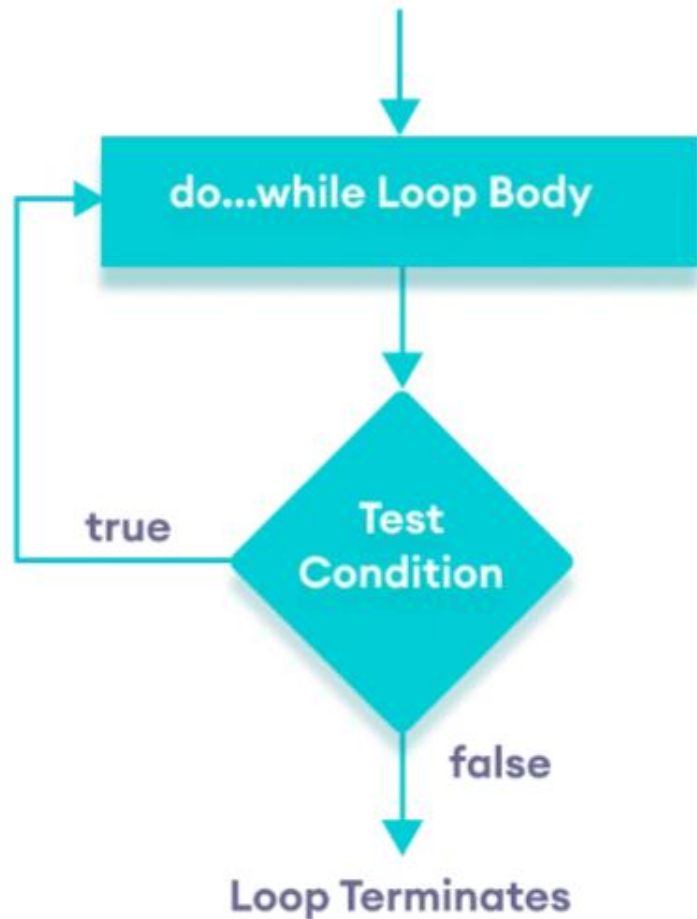 do...while Loop Body
Test
Condition
true
false
Loop Terminates